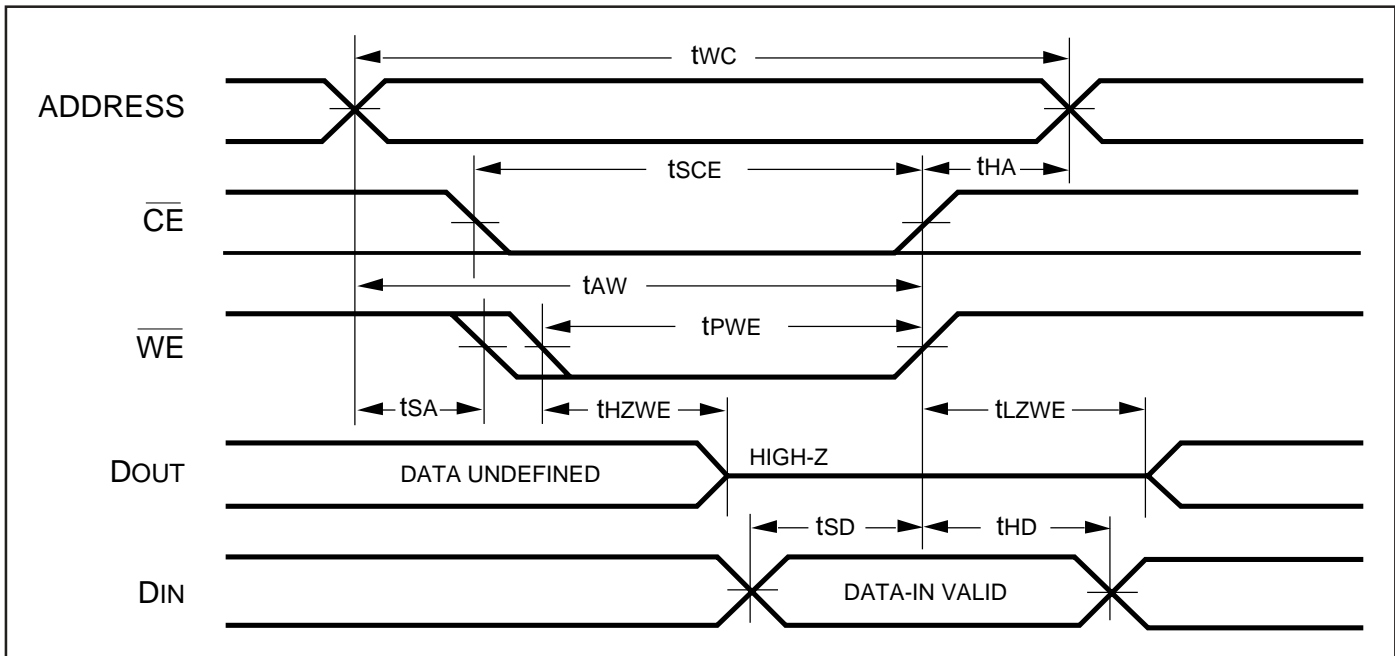 tWC
ADDRESS
tSCE
tHA
CE
tAW
tPWE
WE
tSA
tHZWE
tLZWE
DOUT
DATA UNDEFINED
HIGH-Z
tSD
tHD
DIN
DATA-IN VALID